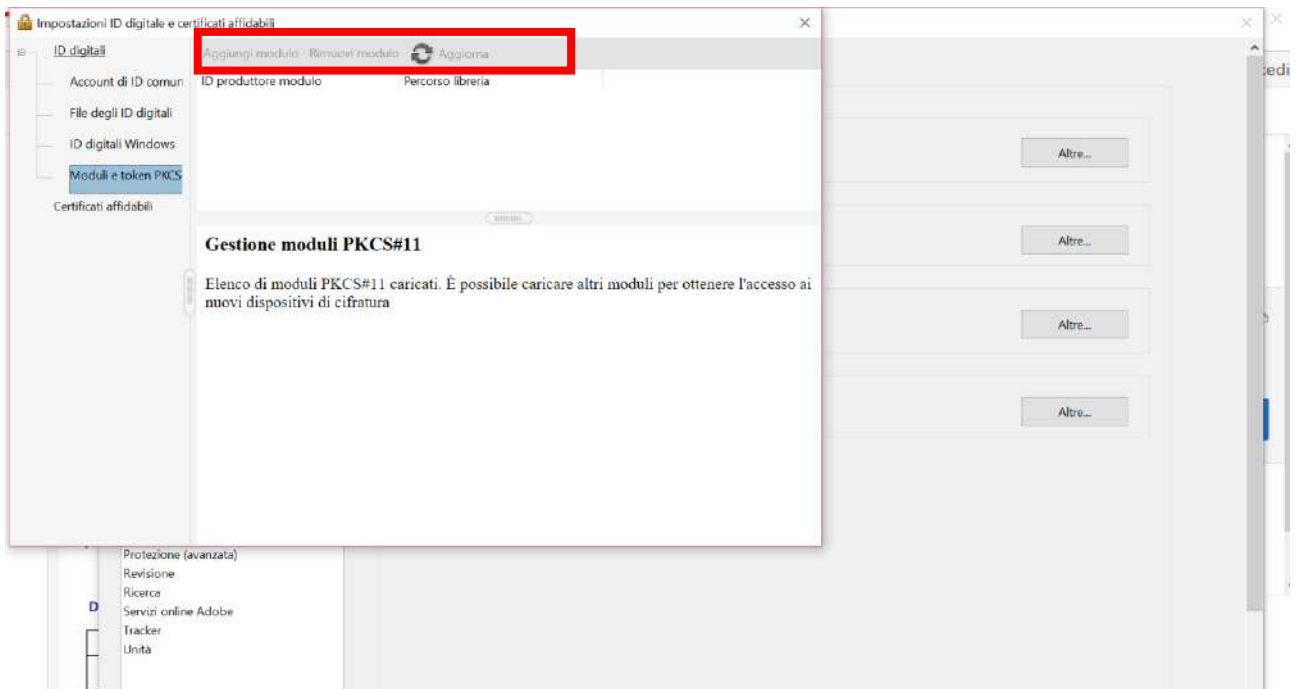 Impostazioni ID digitale e certificati affidabili
ID digitali
Account di ID comun
File degli ID digitali
ID digitali Windows
Moduli e token PKCS
Certificati affidabili
Aggiungi modulo Rimuovi modulo Aggiorna
ID produttore modulo Percorso libreria
Gestione moduli PKCS#11
Elenco di moduli PKCS#11 caricati. È possibile caricare altri moduli per ottenere l'accesso ai
nuovi dispositivi di cifratura
Altre...
Altre...
Altre...
Altre...
Protezione (avanzata)
Revisione
Ricerca
Servizi online Adobe
Tracker
Unità
D
cedi